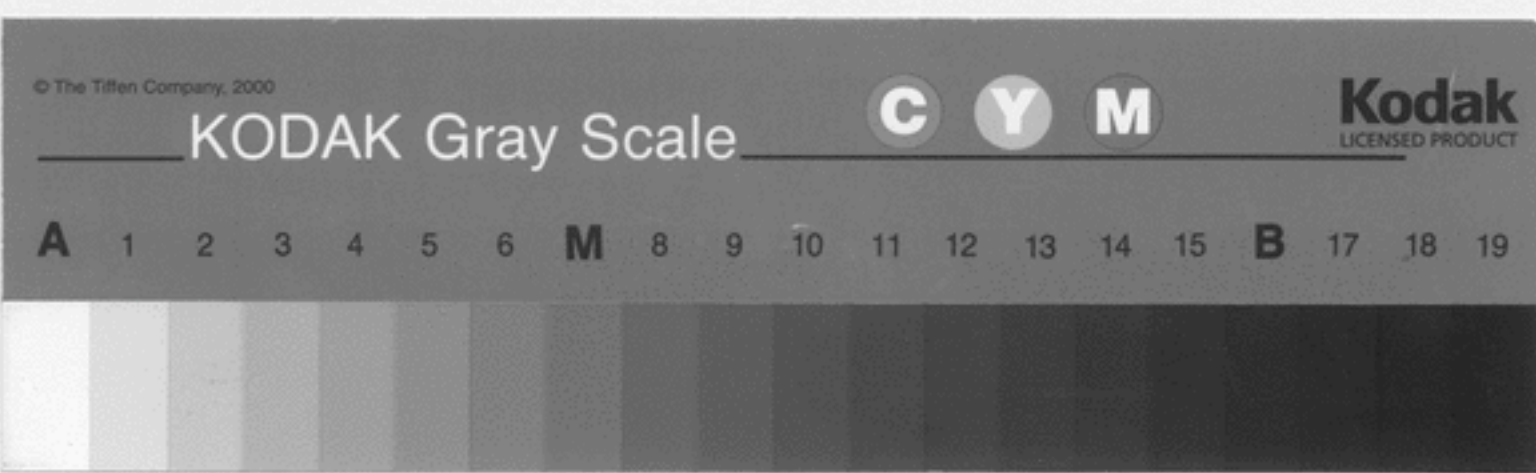 © The Tiffen Company, 2000
KODAK Gray Scale
C Y M
Kodak
LICENSED PRODUCT
A 1 2 3 4 5 6 M 8 9 10 11 12 13 14 15 B 17 18 19